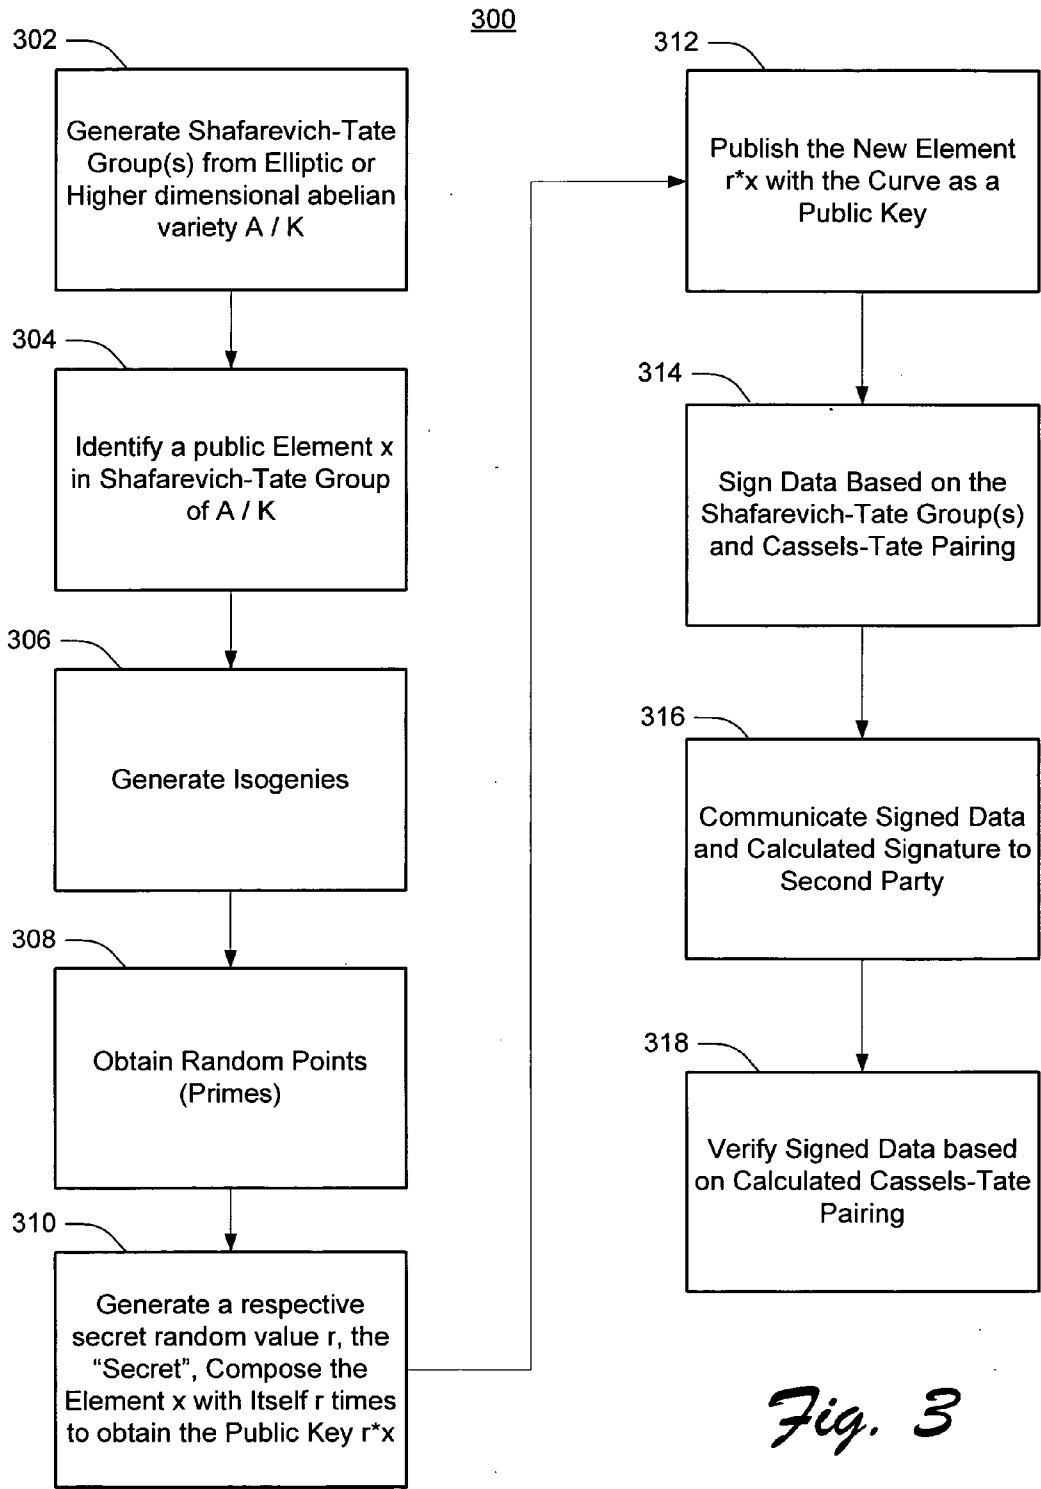 300
302
Generate Shafarevich-Tate
Group(s) from Elliptic or
Higher dimensional abelian
variety A / K
304
Identify a public Element x
in Shafarevich-Tate Group
of A / K
306
Generate Isogenies
308
Obtain Random Points
(Primes)
310
Generate a respective
secret random value r, the
“Secret”, Compose the
Element x with Itself r times
to obtain the Public Key r*x
312
Publish the New Element
r*x with the Curve as a
Public Key
314
Sign Data Based on the
Shafarevich-Tate Group(s)
and Cassels-Tate Pairing
316
Communicate Signed Data
and Calculated Signature to
Second Party
318
Verify Signed Data based
on Calculated Cassels-Tate
Pairing
Fig. 3